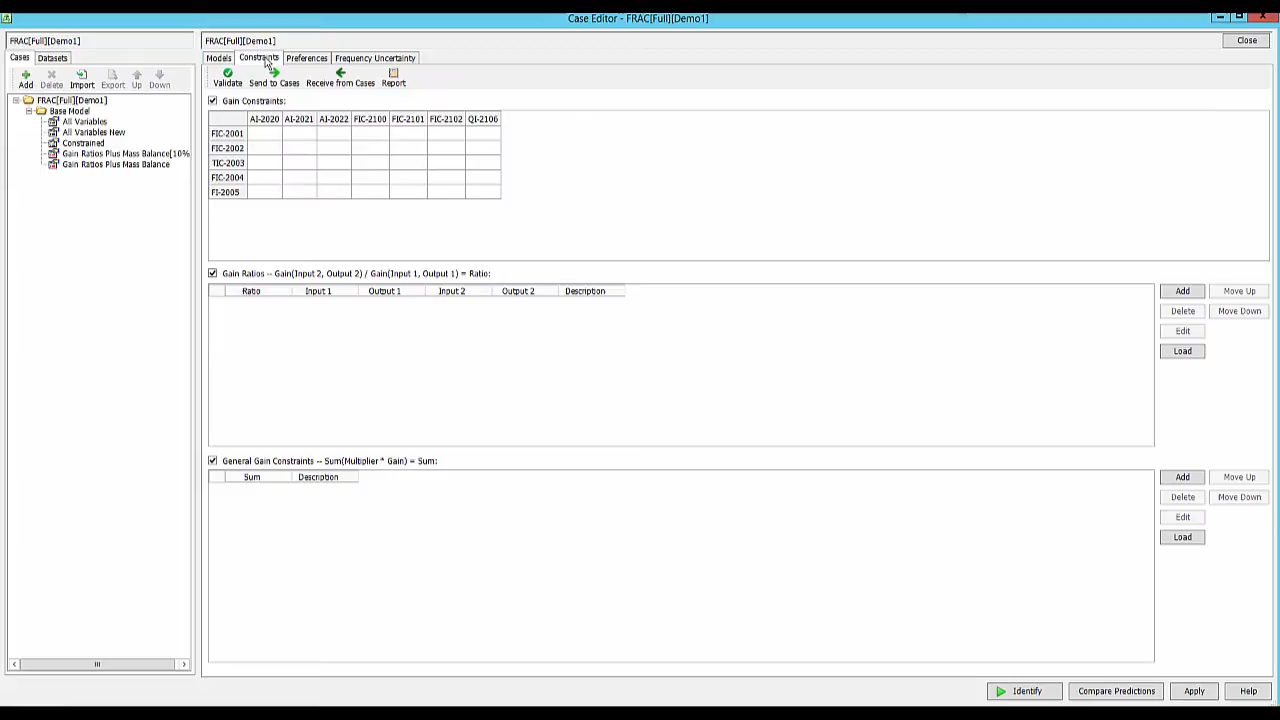 Case Editor - FRAC[Full][Demo1]
FRAC[Full][Demo1]
Cases Datasets
Add Delete Import Export Up Down
FRAC[Full][Demo1]
Base Model
All Variables
All Variables New
Constrained
Gain Ratios Plus Mass Balance[10%
Gain Ratios Plus Mass Balance
FRAC[Full][Demo1]
Close
Models Constraints Preferences Frequency Uncertainty
Validate Send to Cases Receive from Cases Report
Gain Constraints:
AI-2020 AI-2021 AI-2022 FIC-2100 FIC-2101 FIC-2102 QI-2106
FIC-2001
FIC-2002
TIC-2003
FIC-2004
FI-2005
Gain Ratios -- Gain(Input 2, Output 2) / Gain(Input 1, Output 1) = Ratio:
Ratio Input 1 Output 1 Input 2 Output 2 Description
Add Move Up
Delete Move Down
Edit
Load
General Gain Constraints -- Sum(Multiplier * Gain) = Sum:
Sum Description
Add Move Up
Delete Move Down
Edit
Load
Identify Compare Predictions Apply Help